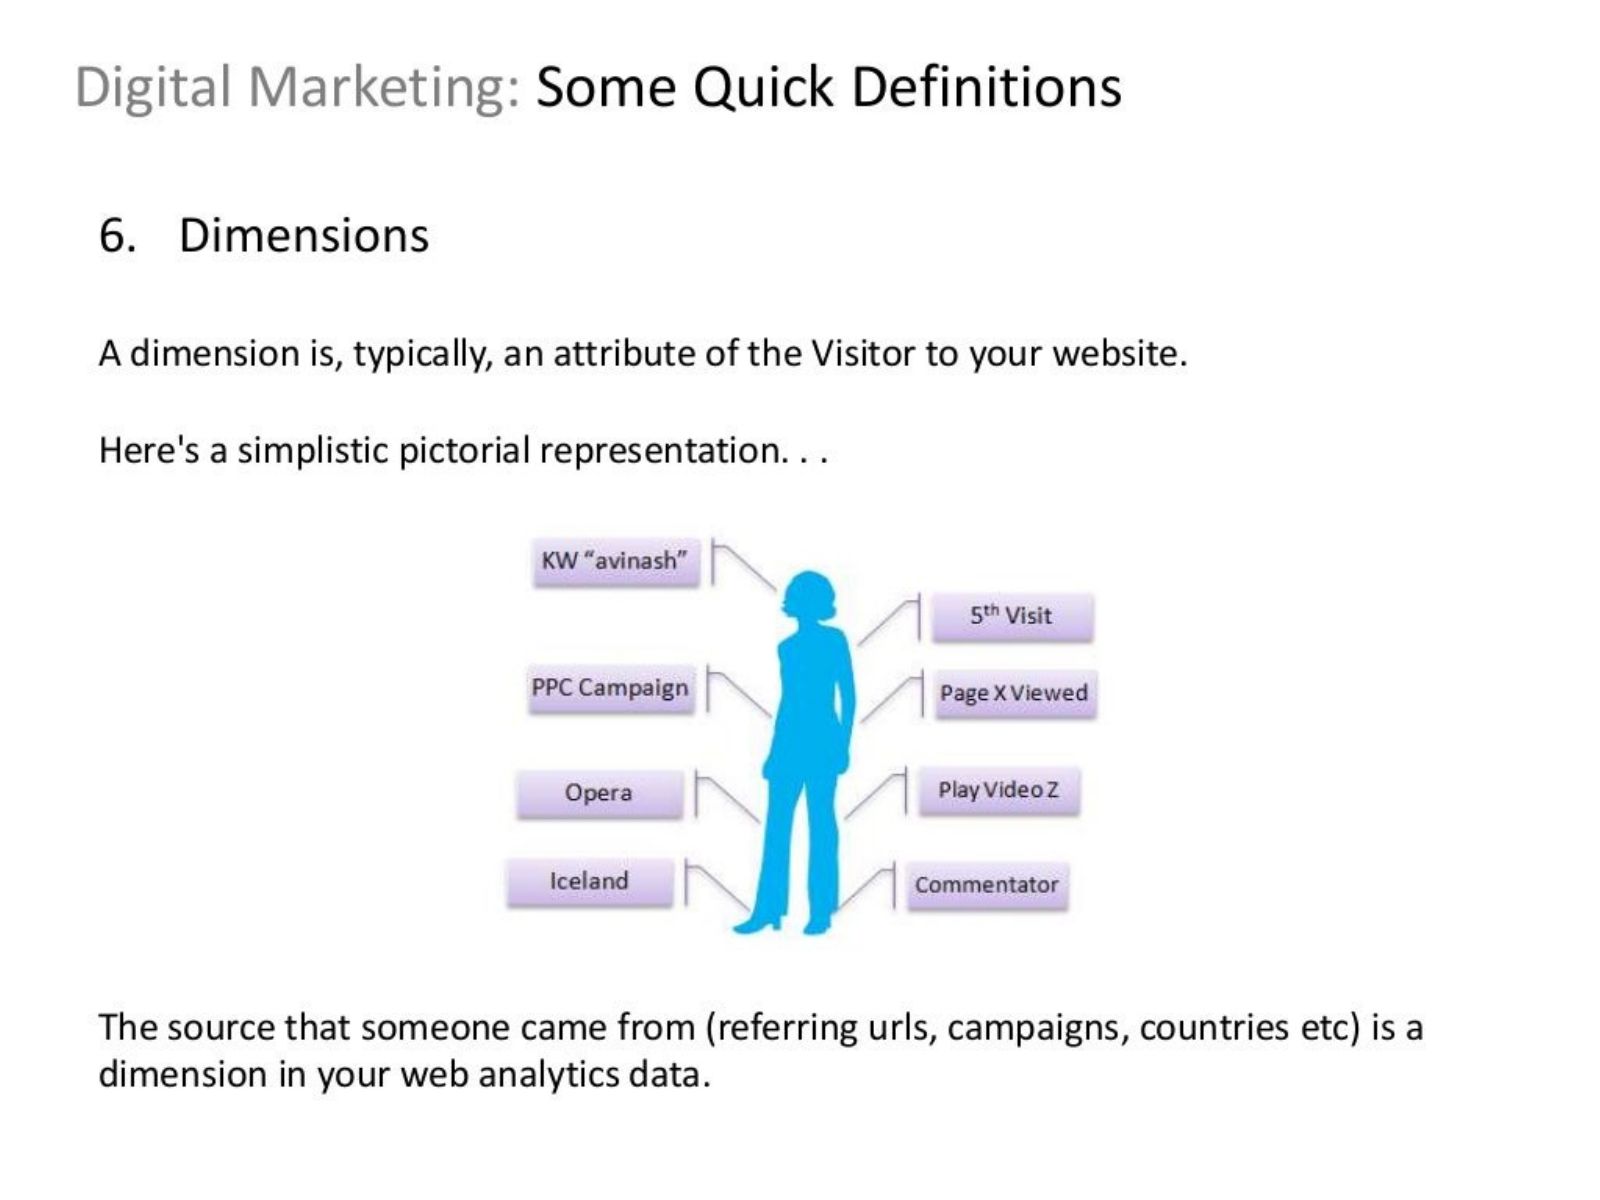 Digital Marketing: Some Quick Definitions
6. Dimensions
A dimension is, typically, an attribute of the Visitor to your website.
Here's a simplistic pictorial representation. . .
KW “avinash”
5th Visit
PPC Campaign
Page X Viewed
Opera
Play Video Z
Iceland
Commentator
The source that someone came from (referring urls, campaigns, countries etc) is a
dimension in your web analytics data.